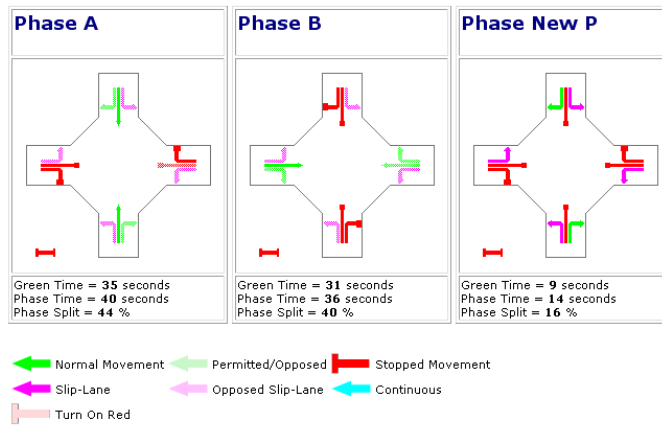 Phase A
Phase B
Phase New P
Green Time = 35 seconds
Phase Time = 40 seconds
Phase Split = 44 %
Green Time = 31 seconds
Phase Time = 36 seconds
Phase Split = 40 %
Green Time = 9 seconds
Phase Time = 14 seconds
Phase Split = 16 %
Normal Movement
Permitted/Opposed
Stopped Movement
Slip-Lane
Opposed Slip-Lane
Continuous
Turn On Red